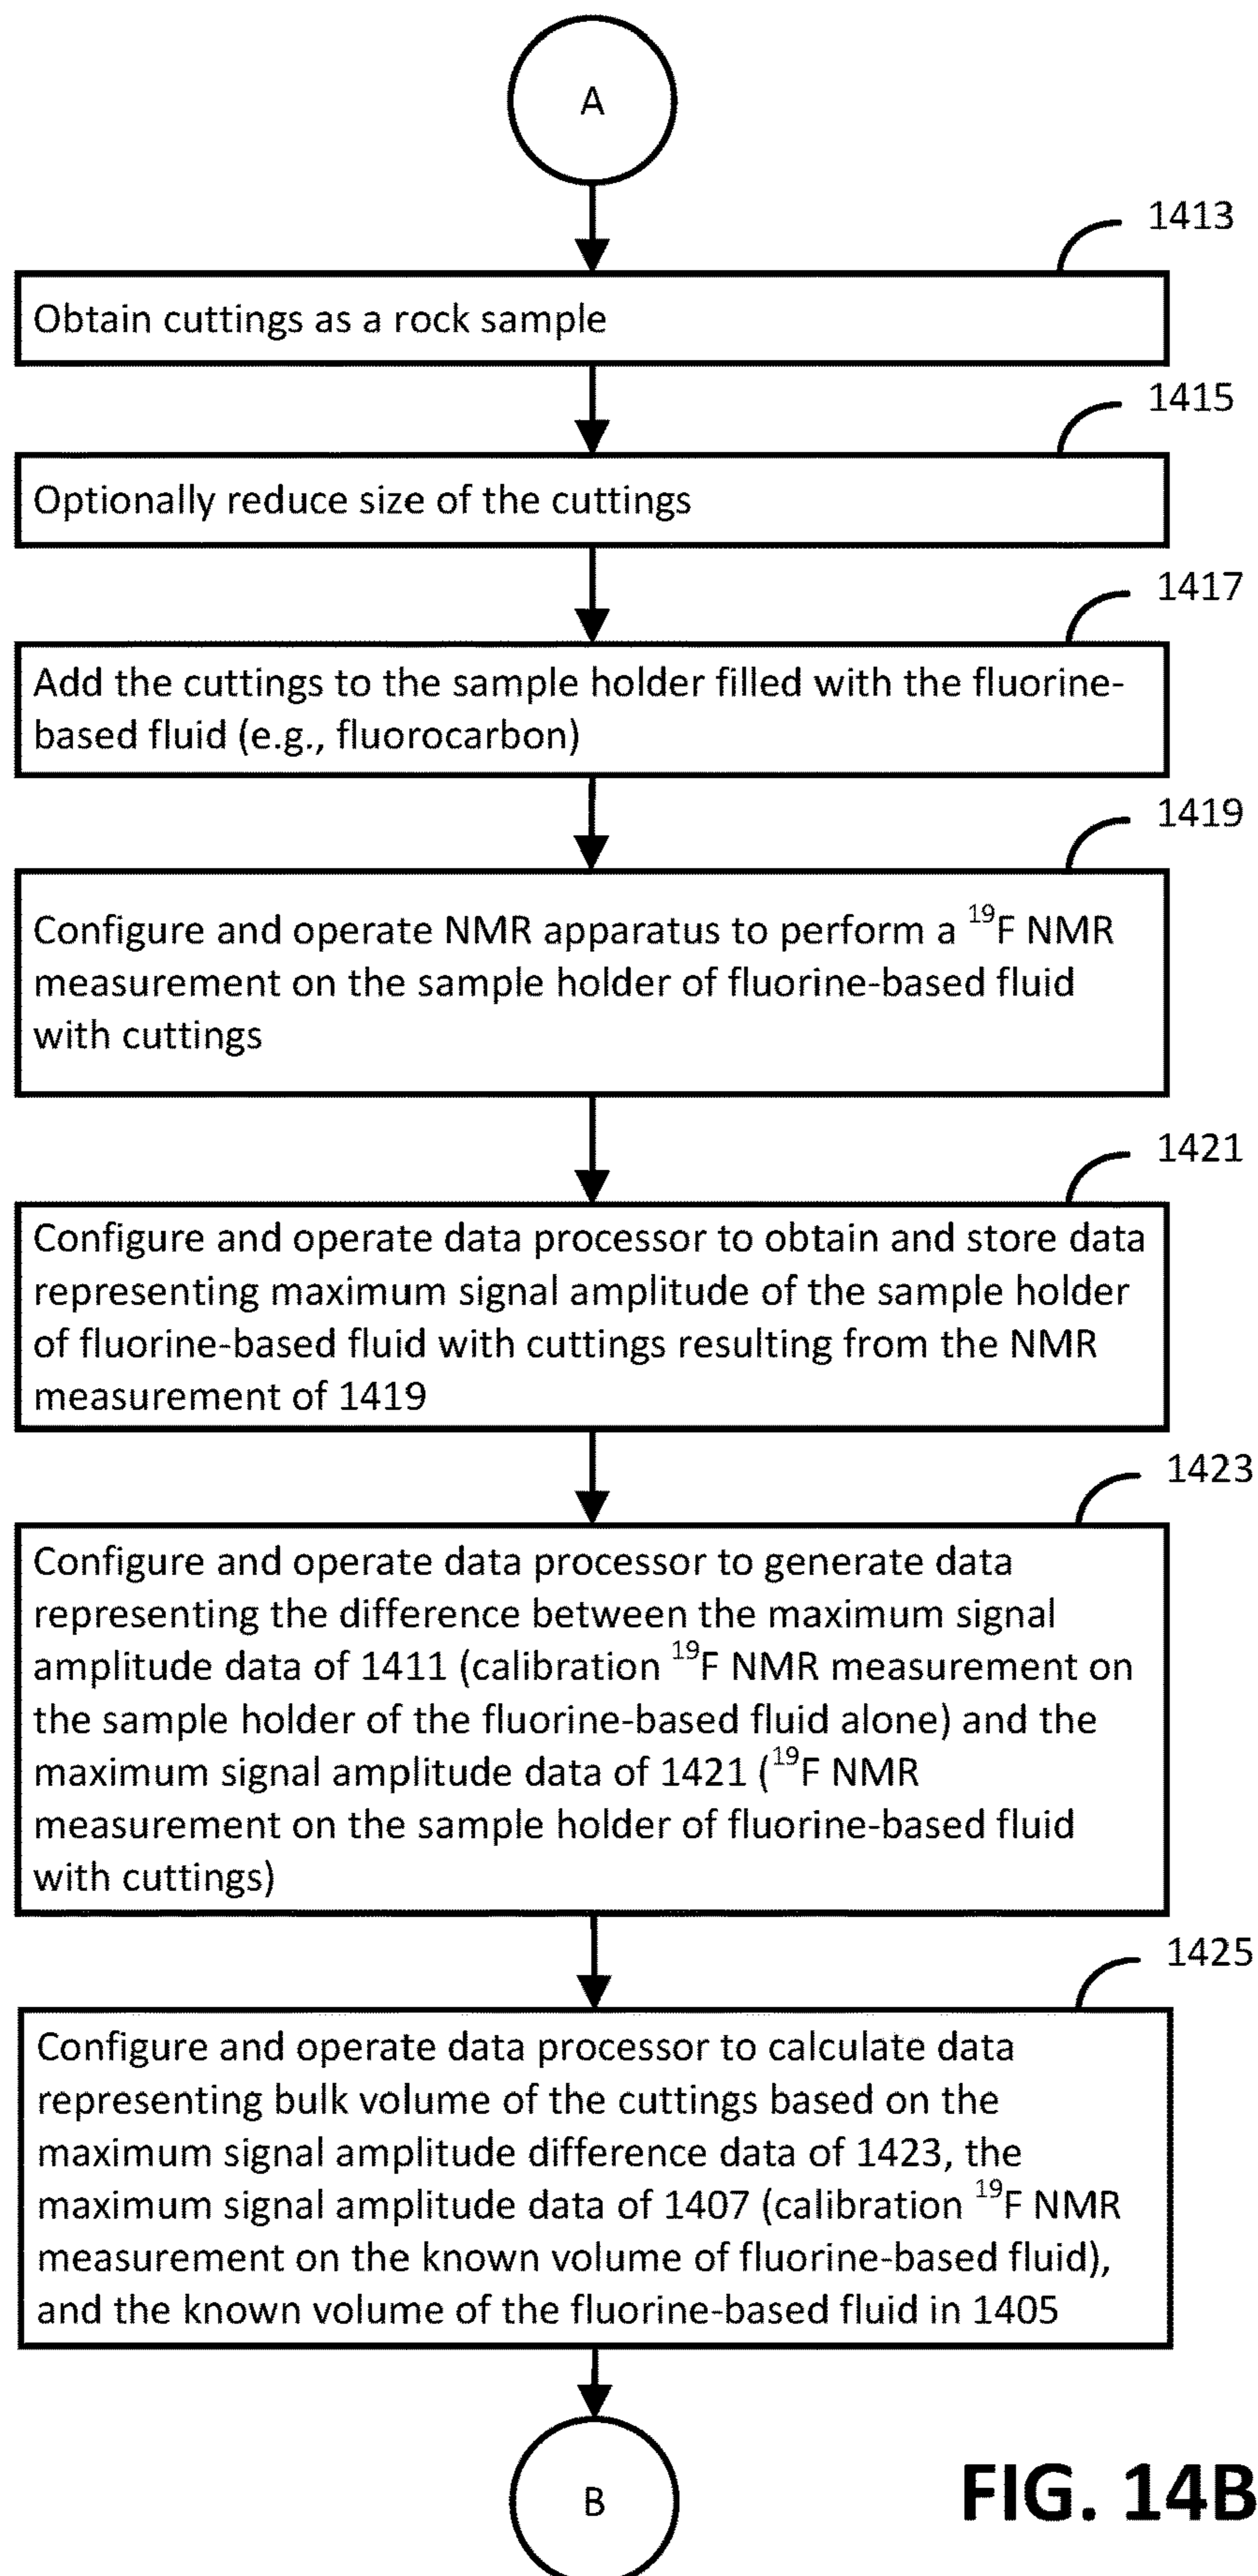 A
1413
Obtain cuttings as a rock sample
1415
Optionally reduce size of the cuttings
1417
Add the cuttings to the sample holder filled with the fluorine-
based fluid (e.g., fluorocarbon)
1419
Configure and operate NMR apparatus to perform a ¹⁹F NMR
measurement on the sample holder of fluorine-based fluid
with cuttings
1421
Configure and operate data processor to obtain and store data
representing maximum signal amplitude of the sample holder
of fluorine-based fluid with cuttings resulting from the NMR
measurement of 1419
1423
Configure and operate data processor to generate data
representing the difference between the maximum signal
amplitude data of 1411 (calibration ¹⁹F NMR measurement on
the sample holder of the fluorine-based fluid alone) and the
maximum signal amplitude data of 1421 (¹⁹F NMR
measurement on the sample holder of fluorine-based fluid
with cuttings)
1425
Configure and operate data processor to calculate data
representing bulk volume of the cuttings based on the
maximum signal amplitude difference data of 1423, the
maximum signal amplitude data of 1407 (calibration ¹⁹F NMR
measurement on the known volume of fluorine-based fluid),
and the known volume of the fluorine-based fluid in 1405
B
FIG. 14B